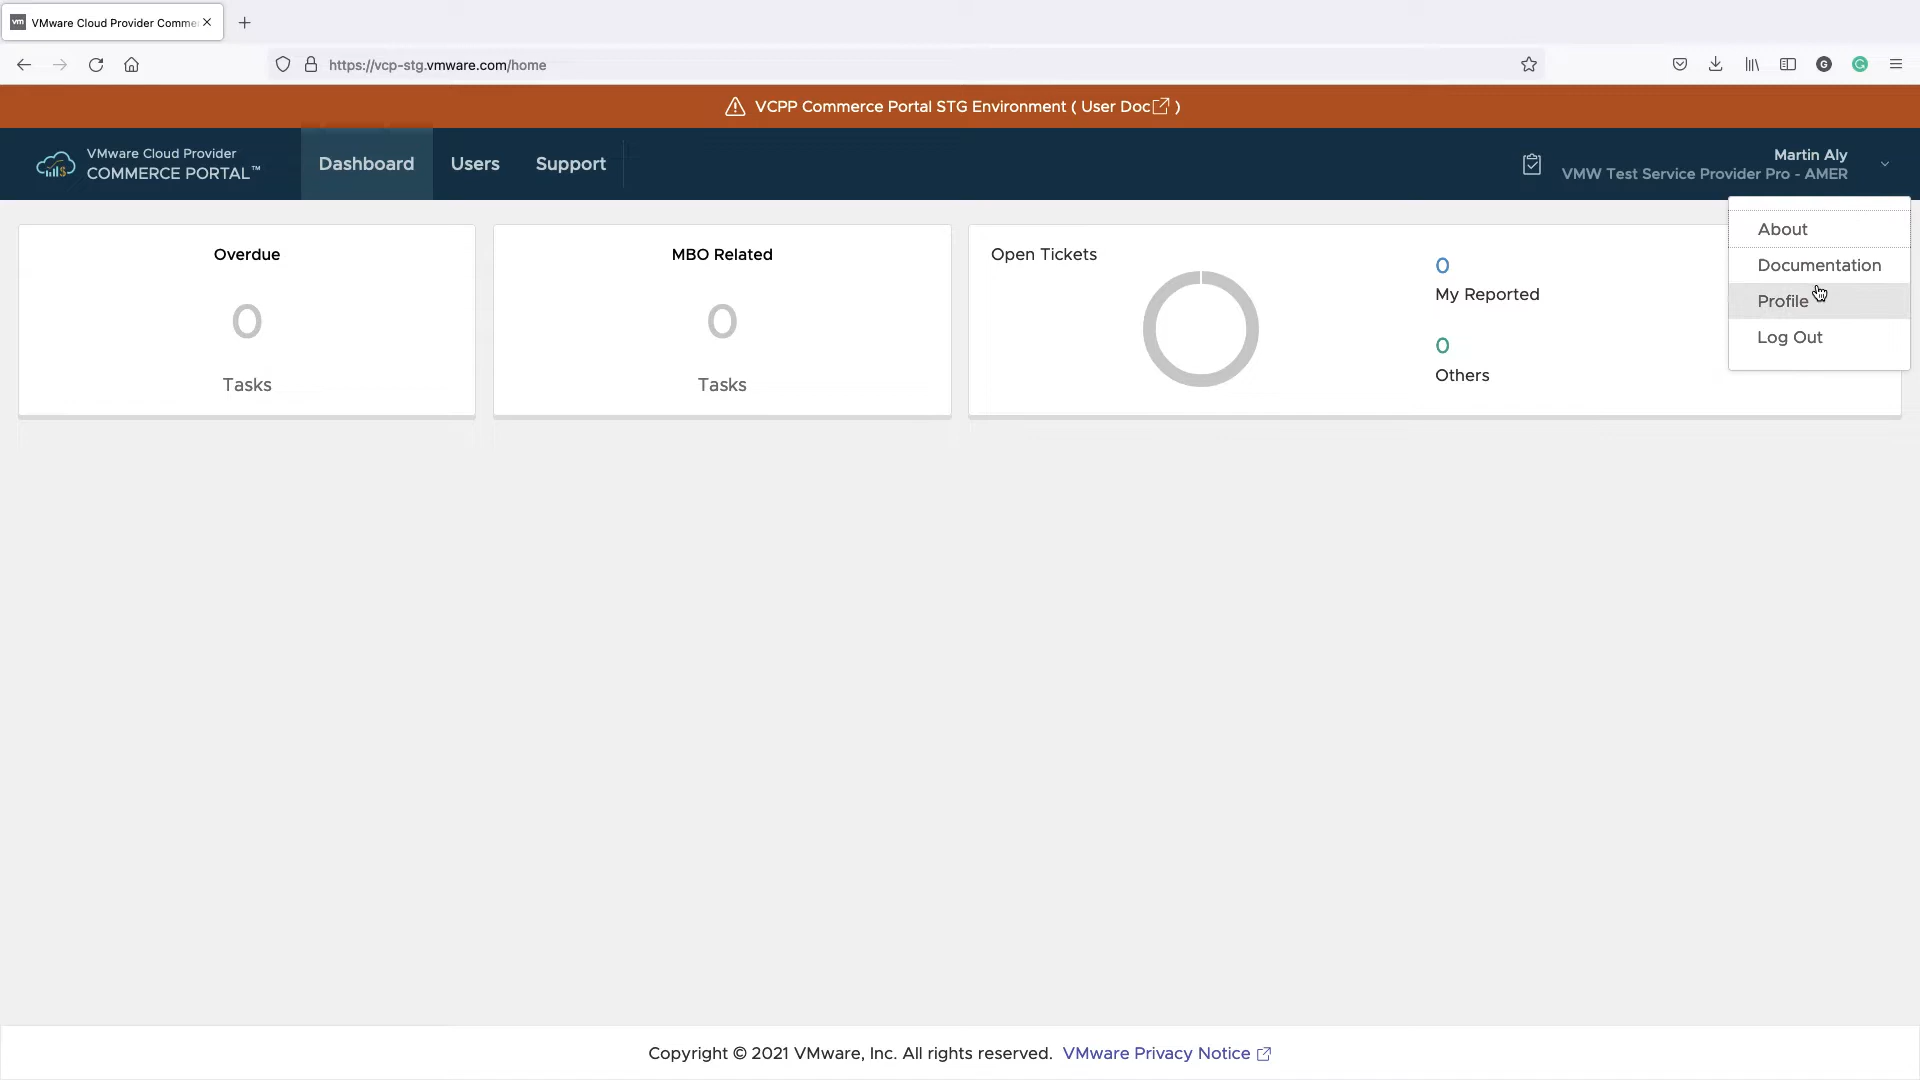 vm VMware Cloud Provider Comme
https://vcp-stg.vmware.com/home
G
VCPP Commerce Portal STG Environment ( User Doc )
VMware Cloud Provider
COMMERCE PORTAL™
Dashboard
Users
Support
Martin Aly
VMW Test Service Provider Pro - AMER
About
Documentation
Profile
Log Out
Overdue
0
Tasks
MBO Related
0
Tasks
Open Tickets
0
My Reported
0
Others
Copyright © 2021 VMware, Inc. All rights reserved. VMware Privacy Notice